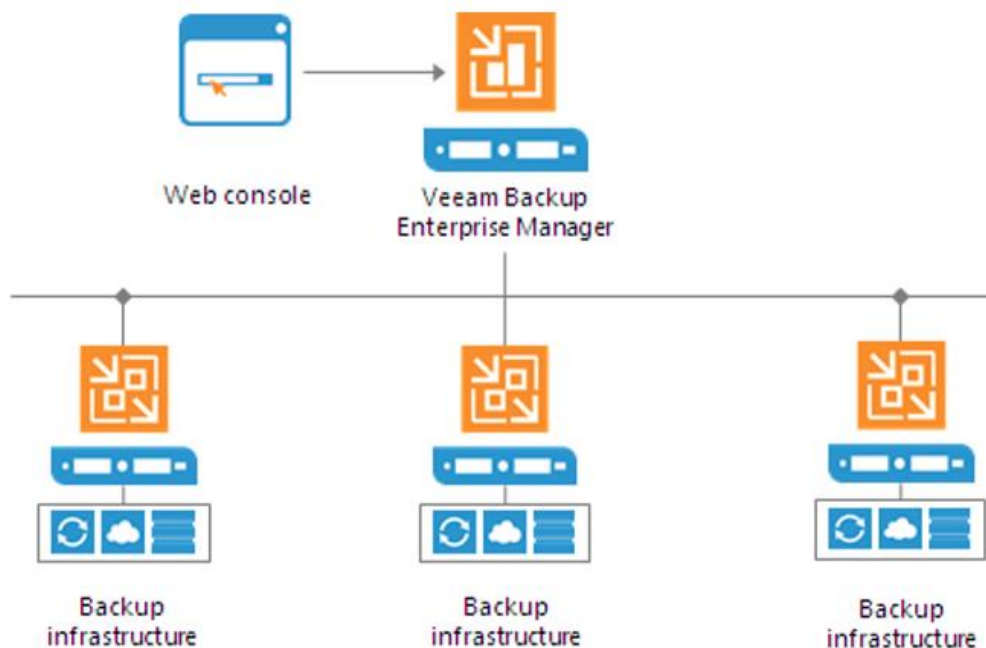 Web console
Veeam Backup
Enterprise Manager
Backup
infrastructure
Backup
infrastructure
Backup
infrastructure